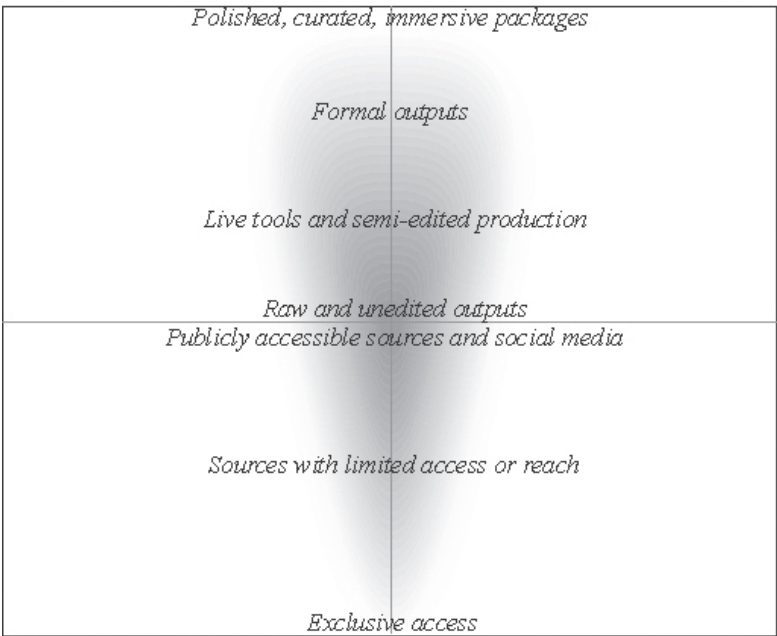 Polished, curated, immersive packages
Formal outputs
Live tools and semi-edited production
Raw and unedited outputs
Publicly accessible sources and social media
Sources with limited access or reach
Exclusive access